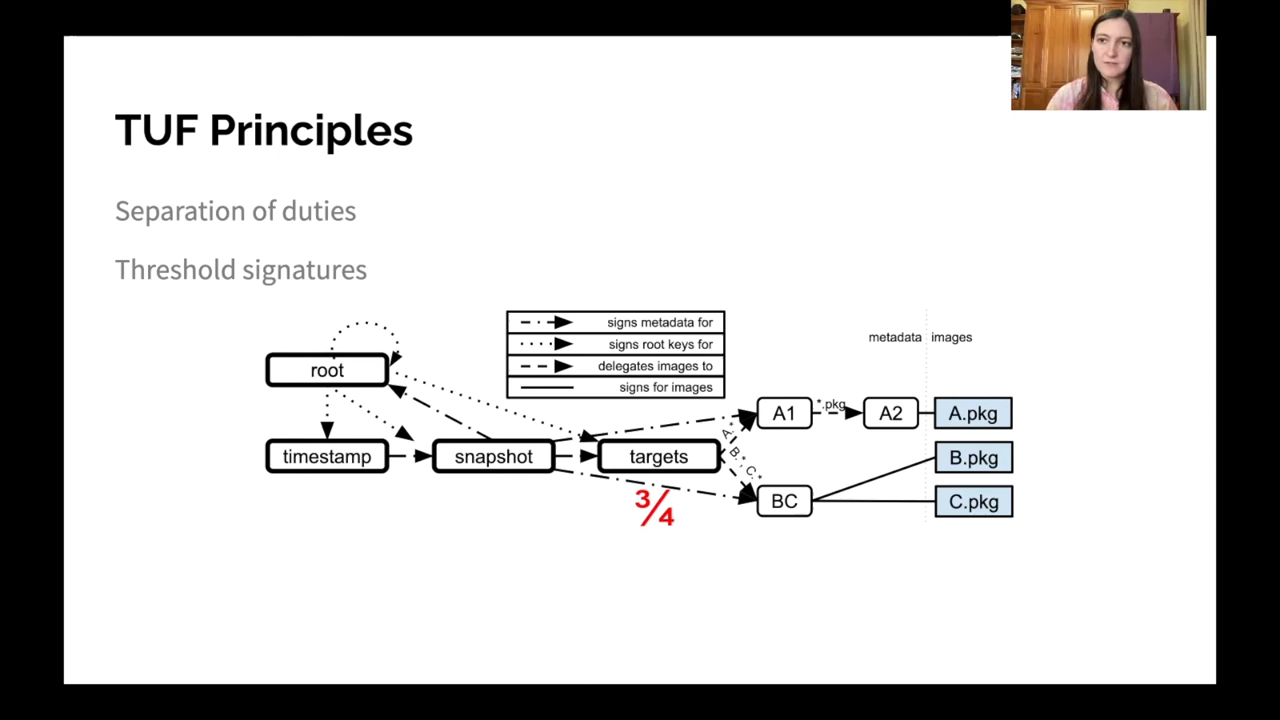 TUF Principles
Separation of duties
Threshold signatures
signs metadata for
signs root keys for
delegates images to
signs for images
metadata images
root
timestamp
snapshot
targets
3/4
A.*
B.*, C.*
A1
*.pkg
A2
A.pkg
B.pkg
BC
C.pkg